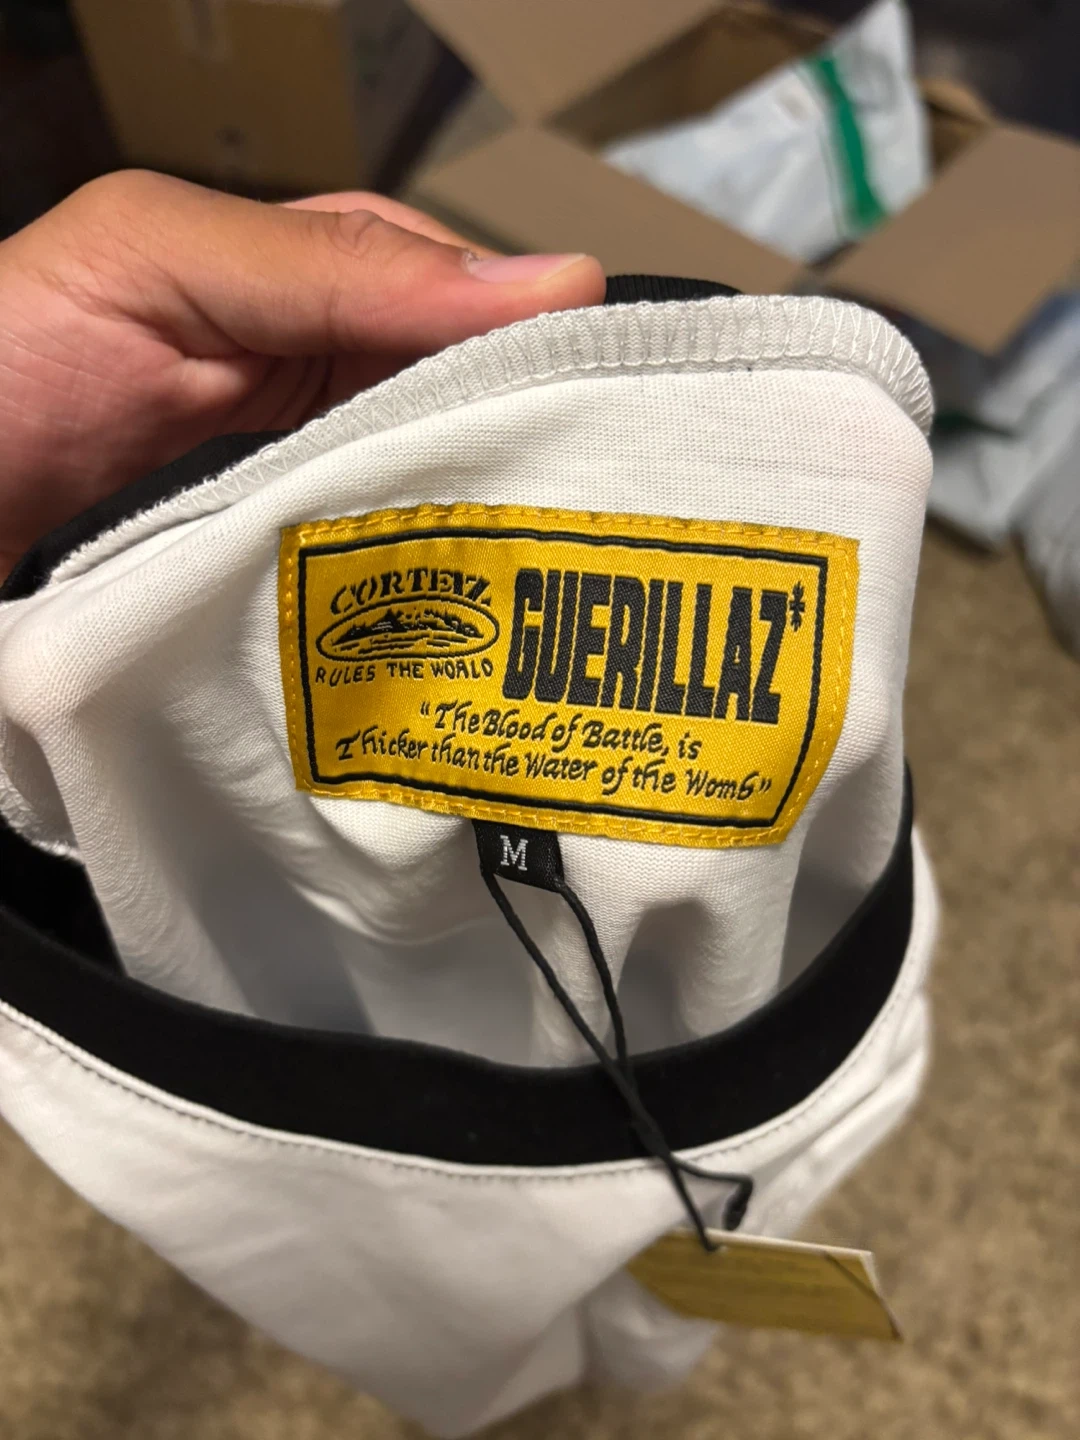 CORTEIZ
RULES THE WORLD
GUERILLAZ*
"The Blood of Battle, is
Thicker than the Water of the Womb"
M